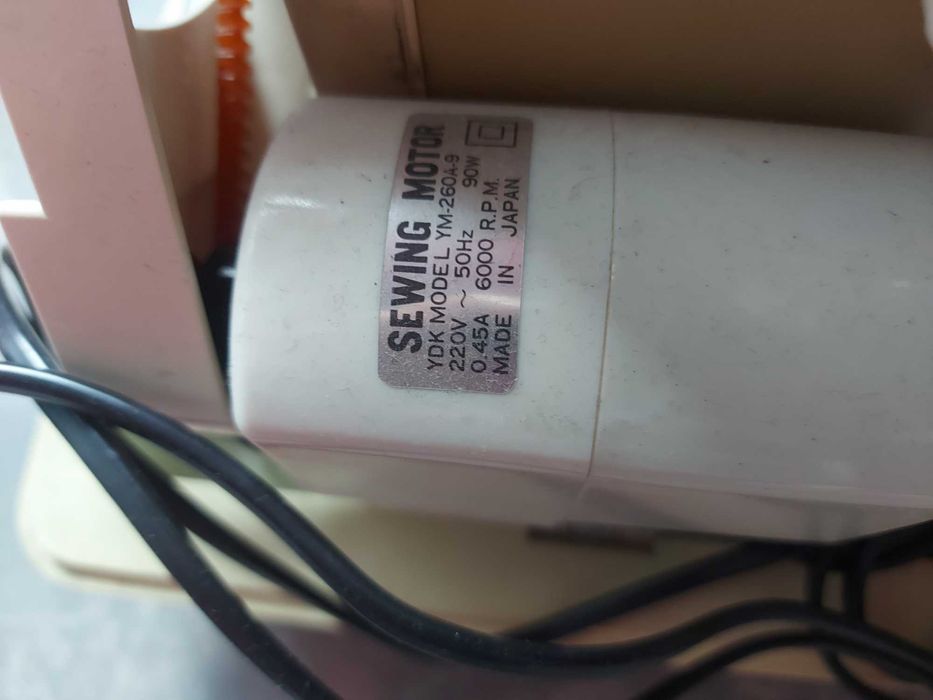 SEWING MOTOR
YDK MODEL YM-260A-9
220V ~ 50Hz 90W
0.45A 6000 R.P.M.
MADE IN JAPAN